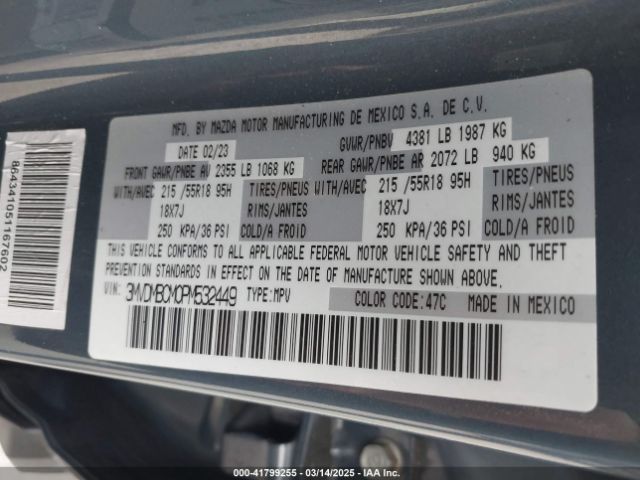 MFD. BY MAZDA MOTOR MANUFACTURING DE MEXICO S.A. DE C.V.
DATE 02/23 GVWR/PNBV 4381 LB 1987 KG
FRONT GAWR/PNBE AV 2355 LB 1068 KG REAR GAWR/PNBE AR 2072 LB 940 KG
WITH/AVEC 215 /55R18 95H TIRES/PNEUS WITH/AVEC 215 /55R18 95H TIRES/PNEUS
18X7J RIMS/JANTES 18X7J RIMS/JANTES
250 KPA/36 PSI COLD/A FROID 250 KPA/36 PSI COLD/A FROID
THIS VEHICLE CONFORMS TO ALL APPLICABLE FEDERAL MOTOR VEHICLE SAFETY AND THEFT
PREVENTION STANDARDS IN EFFECT ON THE DATE OF MANUFACTURE SHOWN ABOVE.
VIN: 3MVDMBCM0PM532449 TYPE:MPV COLOR CODE:47C MADE IN MEXICO
864341051167602
000-41799255 — 03/14/2025 — IAA Inc.